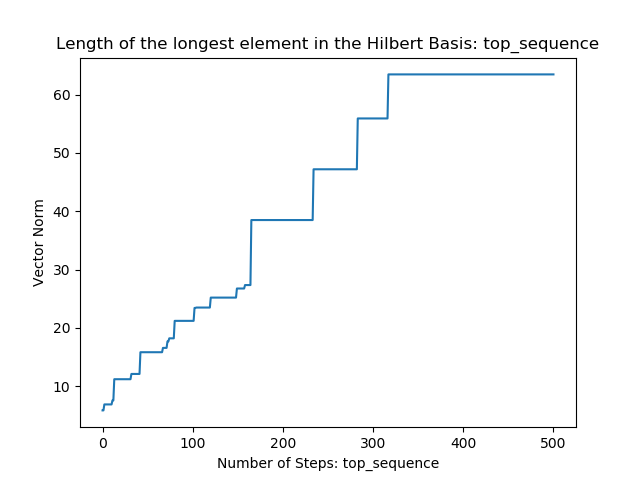 Length of the longest element in the Hilbert Basis: top_sequence
60
50
40
30
20
10
Vector Norm
0 100 200 300 400 500
Number of Steps: top_sequence